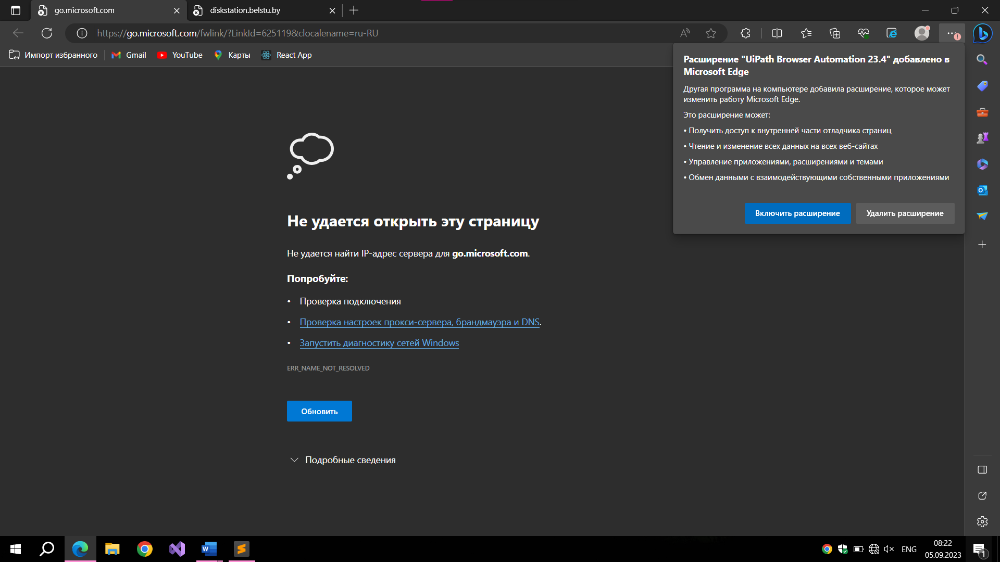 go.microsoft.com
diskstation.belstu.by
https://go.microsoft.com/fwlink/?LinkId=625119&clocalename=ru-RU
Импорт избранного
Gmail
YouTube
Карты
React App
Расширение "UiPath Browser Automation 23.4" добавлено в
Microsoft Edge
Другая программа на компьютере добавила расширение, которое может
изменить работу Microsoft Edge.
Это расширение может:
• Получить доступ к внутренней части отладчика страниц
• Чтение и изменение всех данных на всех веб-сайтах
• Управление приложениями, расширениями и темами
• Обмен данными с взаимодействующими собственными приложениями
Включить расширение
Удалить расширение
Не удается открыть эту страницу
Не удается найти IP-адрес сервера для go.microsoft.com.
Попробуйте:
• Проверка подключения
• Проверка настроек прокси-сервера, брандмауэра и DNS.
• Запустить диагностику сетей Windows
ERR_NAME_NOT_RESOLVED
Обновить
Подробные сведения
ENG
08:22
05.09.2023
1